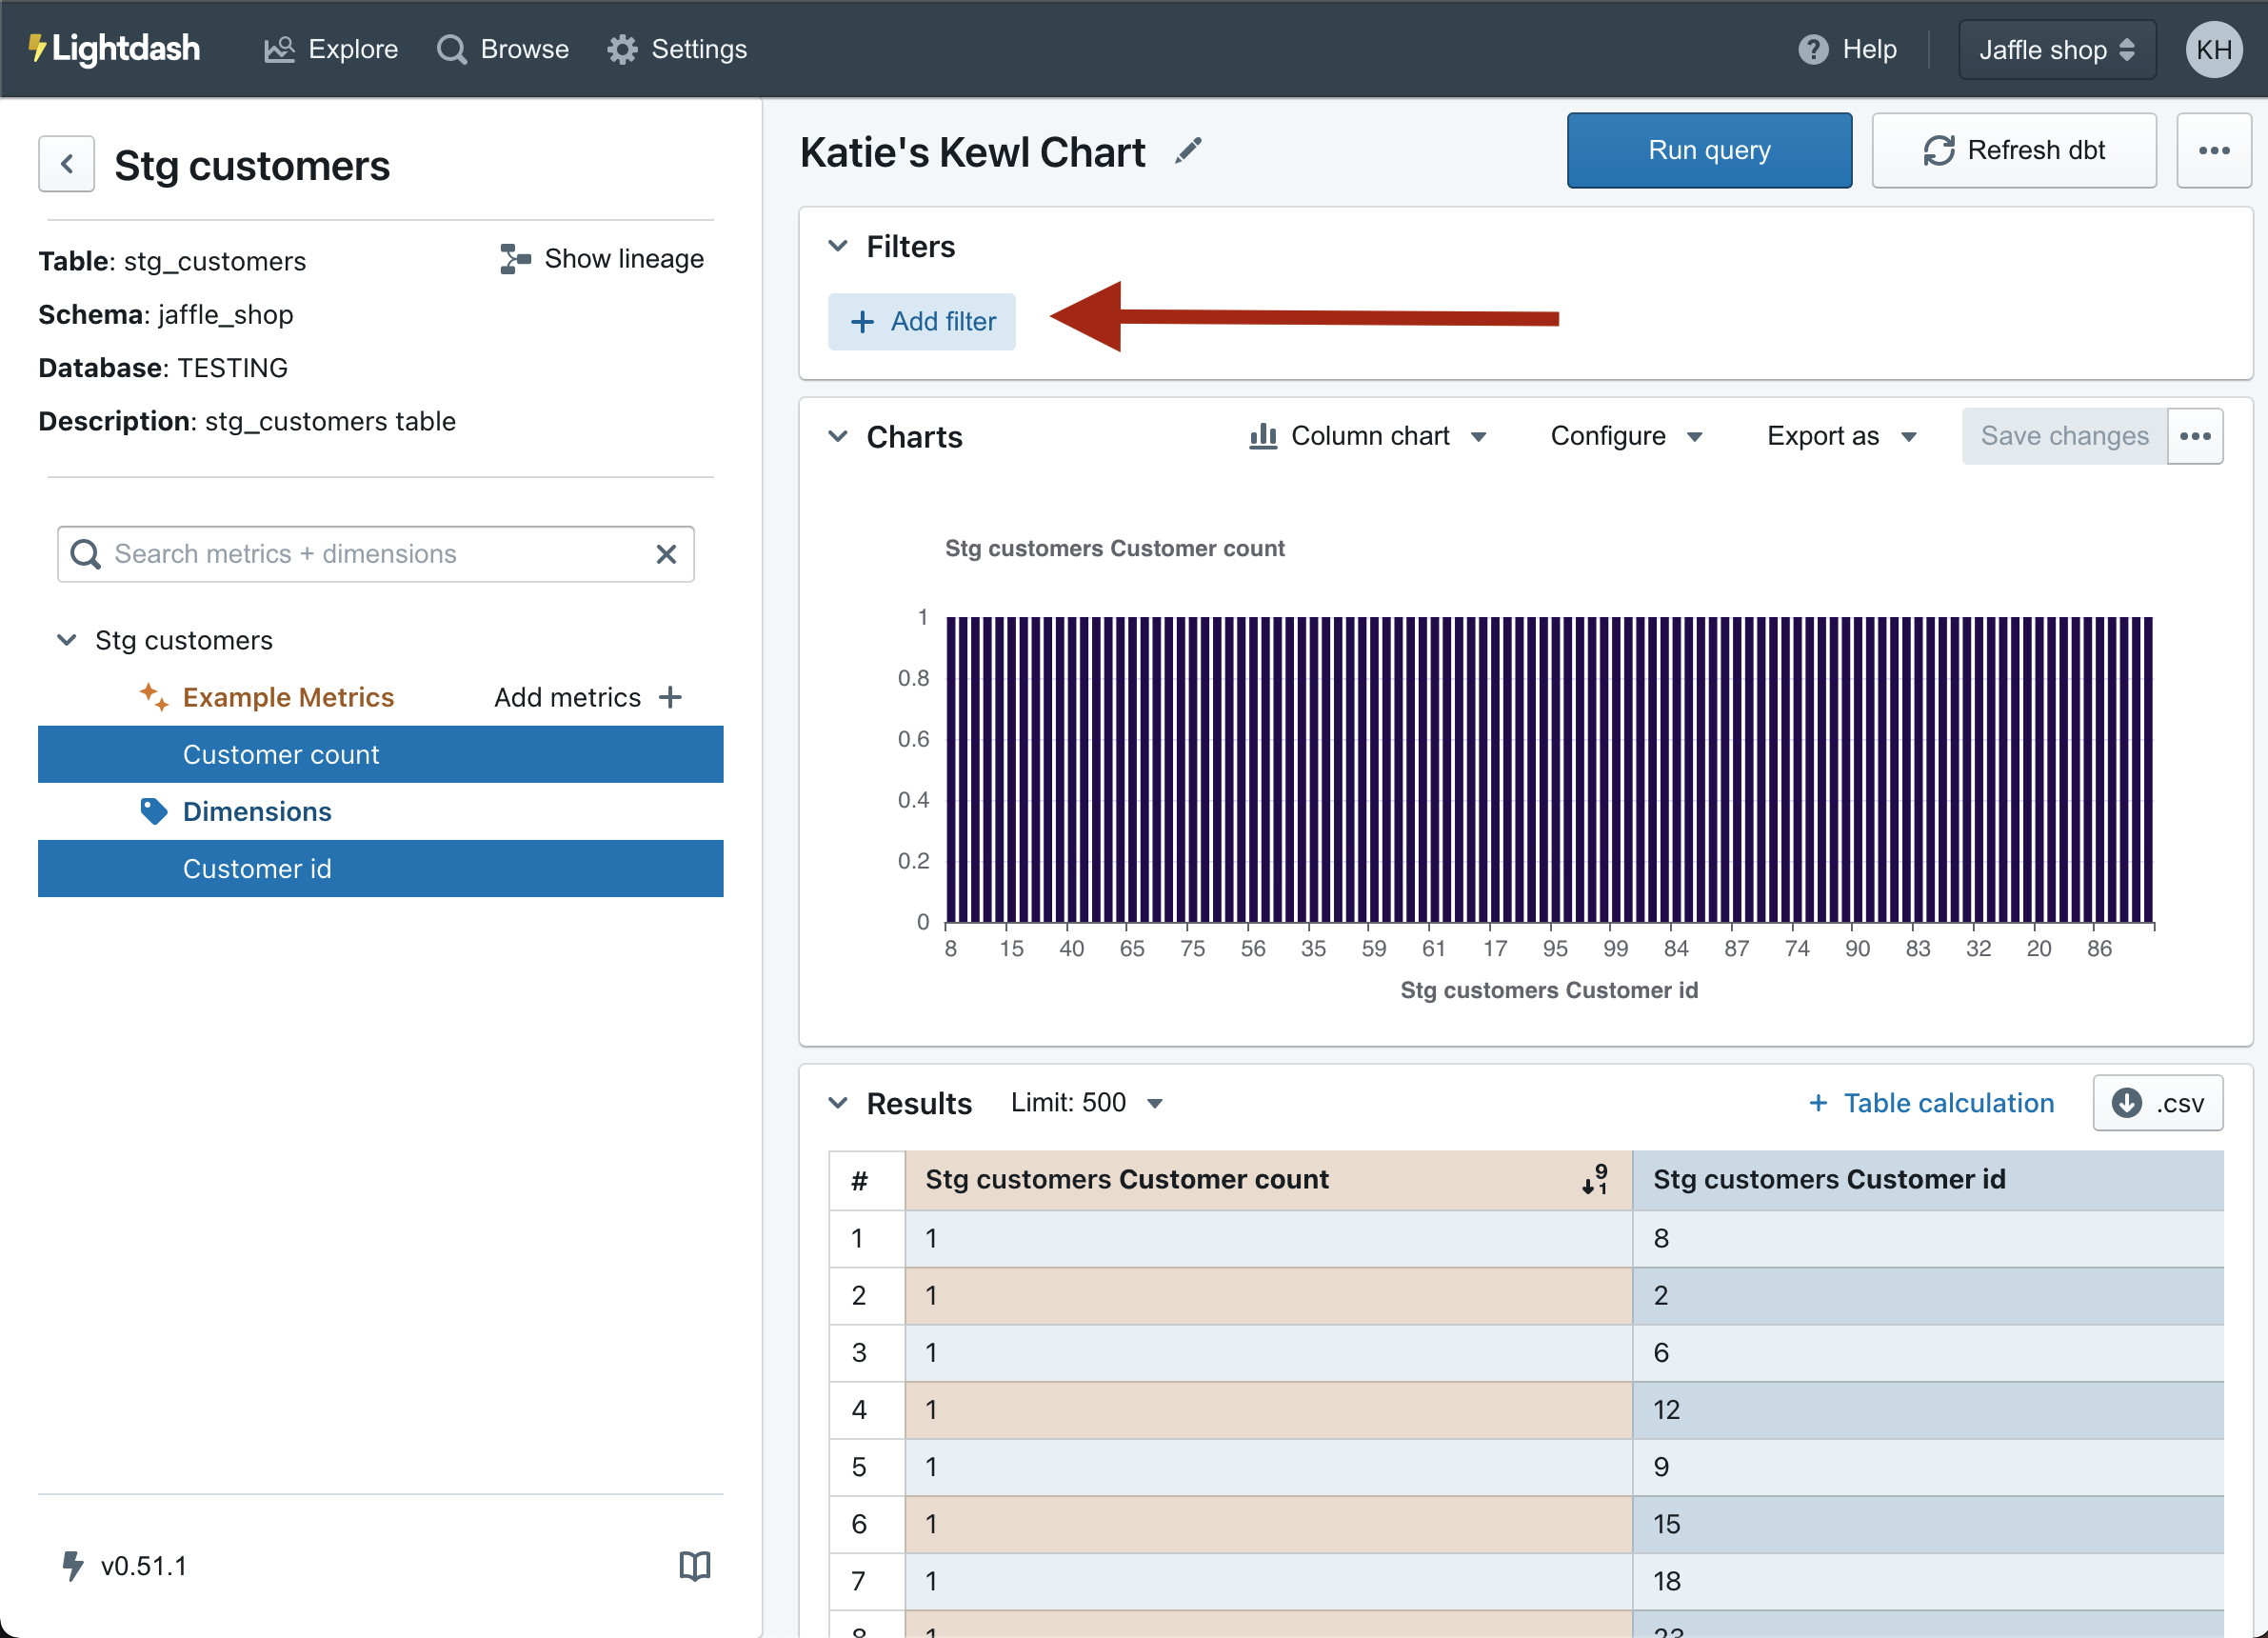 Lightdash Explore Browse Settings Help Jaffle shop KH
Stg customers
Table: stg_customers Show lineage
Schema: jaffle_shop
Database: TESTING
Description: stg_customers table
Search metrics + dimensions
Stg customers
Example Metrics Add metrics +
Customer count
Dimensions
Customer id
v0.51.1
Katie's Kewl Chart Run query Refresh dbt
Filters
+ Add filter
Charts Column chart Configure Export as Save changes
Stg customers Customer count
1
0.8
0.6
0.4
0.2
0
8 15 40 65 75 56 35 59 61 17 95 99 84 87 74 90 83 32 20 86
Stg customers Customer id
Results Limit: 500 + Table calculation .csv
# Stg customers Customer count Stg customers Customer id
1 1 8
2 1 2
3 1 6
4 1 12
5 1 9
6 1 15
7 1 18
8 1 23